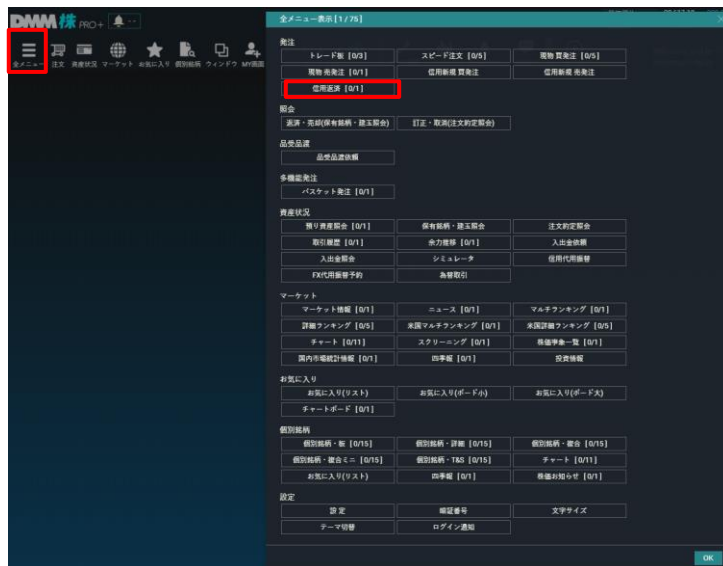 DMM株 PRO+
全メニュー 注文 資産状況 マーケット お気に入り 個別銘柄 ウィンドウ MY画面
全メニュー表示 [1 / 75]
発注
トレード板 [0/3] スピード注文 [0/5] 現物 買発注 [0/5]
現物 売発注 [0/1] 信用新規 買発注 信用新規 売発注
信用返済 [0/1]
照会
返済・売却(保有銘柄・建玉照会) 訂正・取消(注文約定照会)
品受品渡
品受品渡依頼
多機能発注
バスケット発注 [0/1]
資産状況
預り資産照会 [0/1] 保有銘柄・建玉照会 注文約定照会
取引履歴 [0/1] 余力推移 [0/1] 入出金依頼
入出金照会 シミュレータ 信用代用振替
FX代用振替予約 為替取引
マーケット
マーケット情報 [0/1] ニュース [0/1] マルチランキング [0/1]
詳細ランキング [0/5] 米国マルチランキング [0/1] 米国詳細ランキング [0/5]
チャート [0/11] スクリーニング [0/1] 株価申集一覧 [0/1]
国内市場統計情報 [0/1] 四季報 [0/1] 投資情報
お気に入り
お気に入り(リスト) お気に入り(ボード小) お気に入り(ボード大)
チャートボード [0/1]
個別銘柄
個別銘柄・板 [0/15] 個別銘柄・詳細 [0/15] 個別銘柄・複合 [0/15]
個別銘柄・複合ミニ [0/15] 個別銘柄・T&S [0/15] チャート [0/11]
お気に入り(リスト) 四季報 [0/1] 株価お知らせ [0/1]
設定
設定 暗証番号 文字サイズ
テーマ切替 ログイン通知
OK